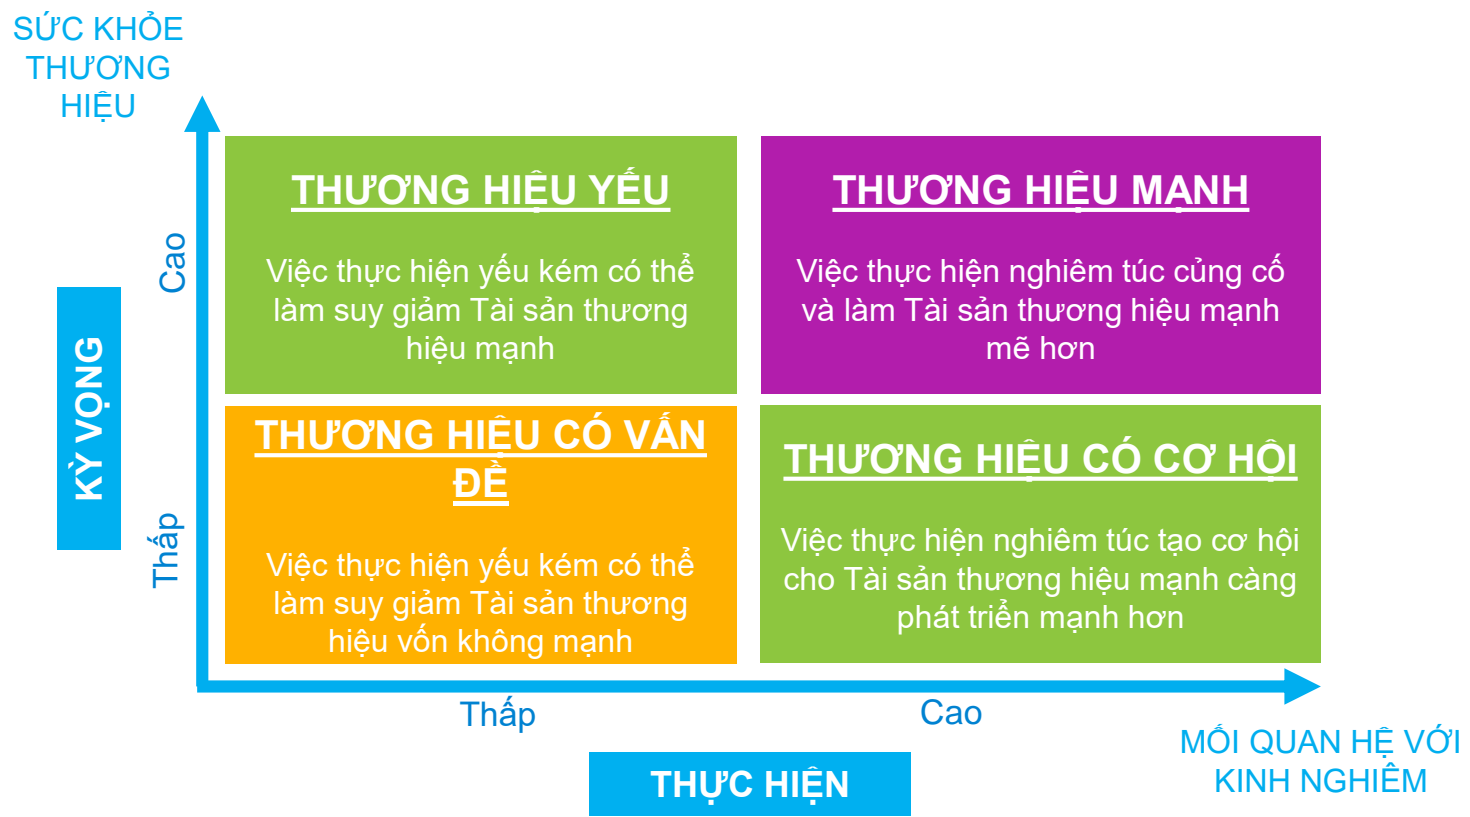 SỨC KHỎE
THƯƠNG
HIỆU
THƯƠNG HIỆU YẾU
Việc thực hiện yếu kém có thể
làm suy giảm Tài sản thương
hiệu mạnh
THƯƠNG HIỆU MẠNH
Việc thực hiện nghiêm túc củng cố
và làm Tài sản thương hiệu mạnh
mẽ hơn
Cao
KỲ VỌNG
Thấp
THƯƠNG HIỆU CÓ VẤN
ĐỀ
Việc thực hiện yếu kém có thể
làm suy giảm Tài sản thương
hiệu vốn không mạnh
THƯƠNG HIỆU CÓ CƠ HỘI
Việc thực hiện nghiêm túc tạo cơ hội
cho Tài sản thương hiệu mạnh càng
phát triển mạnh hơn
Thấp
Cao
THỰC HIỆN
MỐI QUAN HỆ VỚI
KINH NGHIỆM